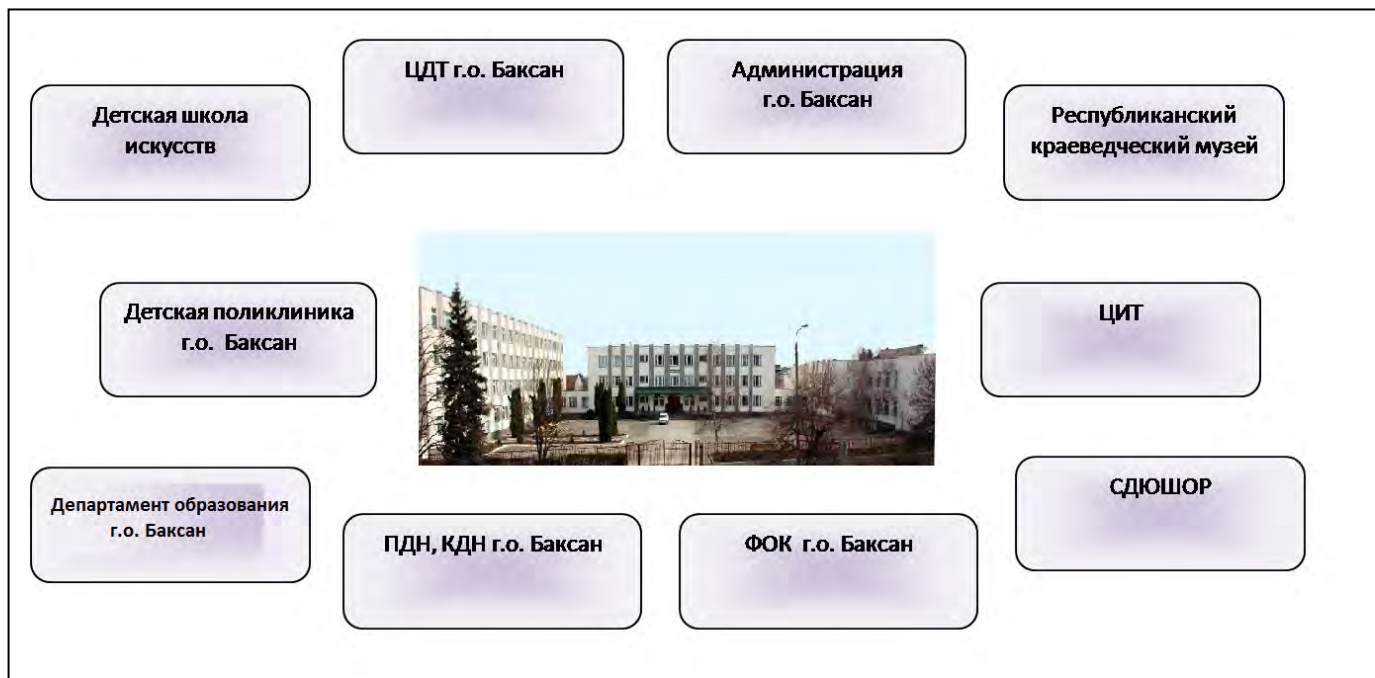 ЦДТ г.о. Баксан
Администрация
г.о. Баксан
Детская школа
искусств
Республиканский
краеведческий музей
Детская поликлиника
г.о. Баксан
ЦИТ
Департамент образования
г.о. Баксан
СДЮШОР
ПДН, КДН г.о. Баксан
ФОК г.о. Баксан